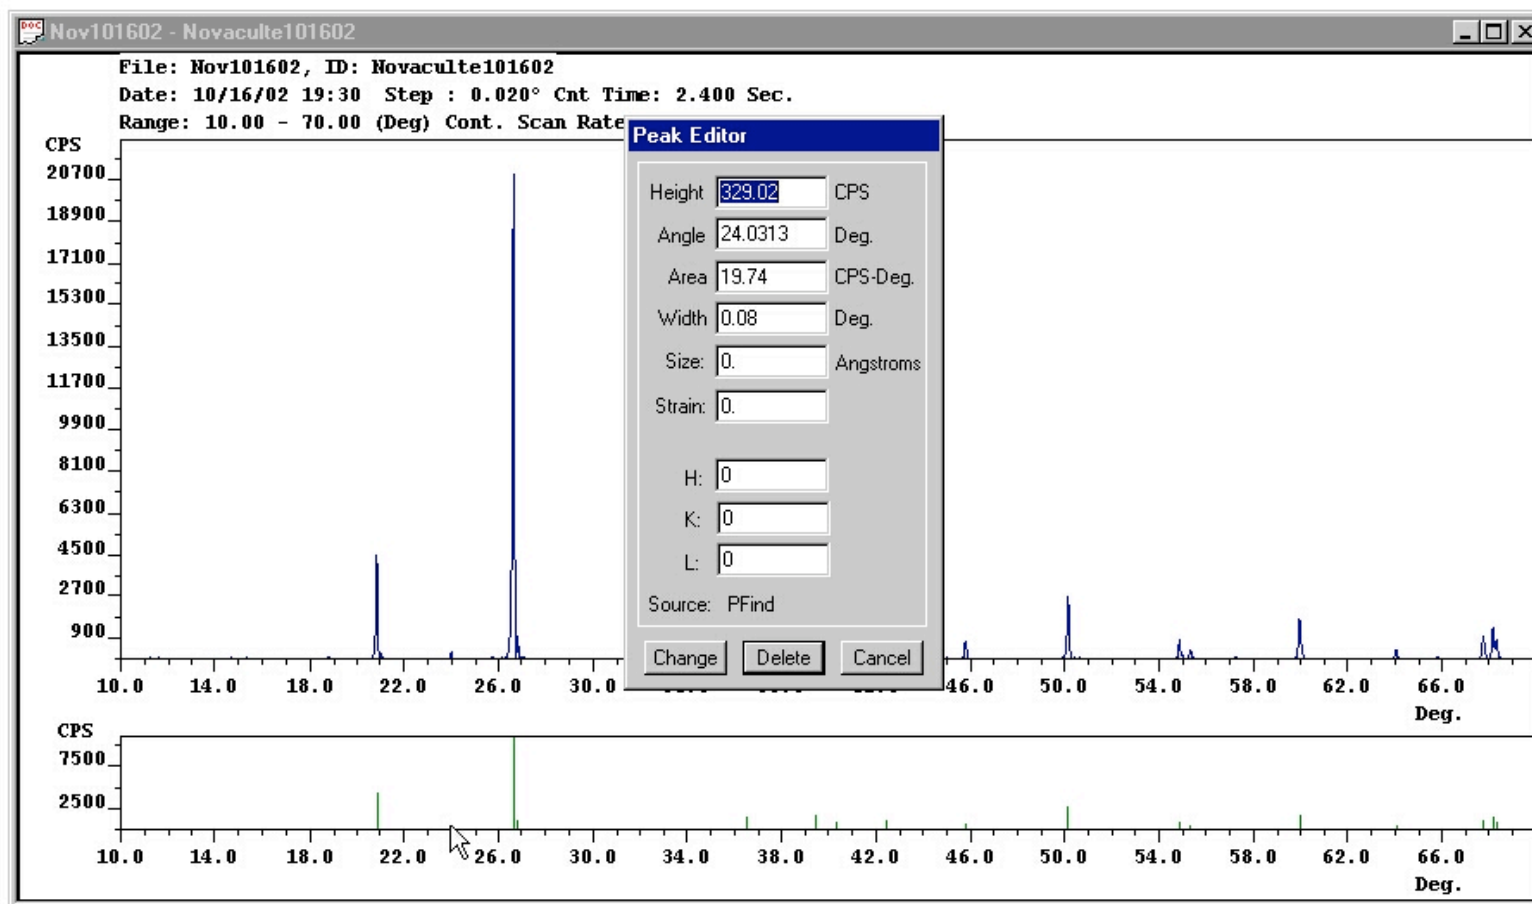 DOC
Nov101602 - Novaculte101602
File: Nov101602, ID: Novaculte101602
Date: 10/16/02 19:30 Step : 0.020° Cnt Time: 2.400 Sec.
Range: 10.00 - 70.00 (Deg) Cont. Scan Rate
CPS
20700
18900
17100
15300
13500
11700
9900
8100
6300
4500
2700
900
10.0 14.0 18.0 22.0 26.0 30.0 46.0 50.0 54.0 58.0 62.0 66.0
Deg.
Peak Editor
Height 329.02 CPS
Angle 24.0313 Deg.
Area 19.74 CPS-Deg.
Width 0.08 Deg.
Size: 0. Angstroms
Strain: 0.
H: 0
K: 0
L: 0
Source: PFind
Change Delete Cancel
CPS
7500
2500
10.0 14.0 18.0 22.0 26.0 30.0 34.0 38.0 42.0 46.0 50.0 54.0 58.0 62.0 66.0
Deg.